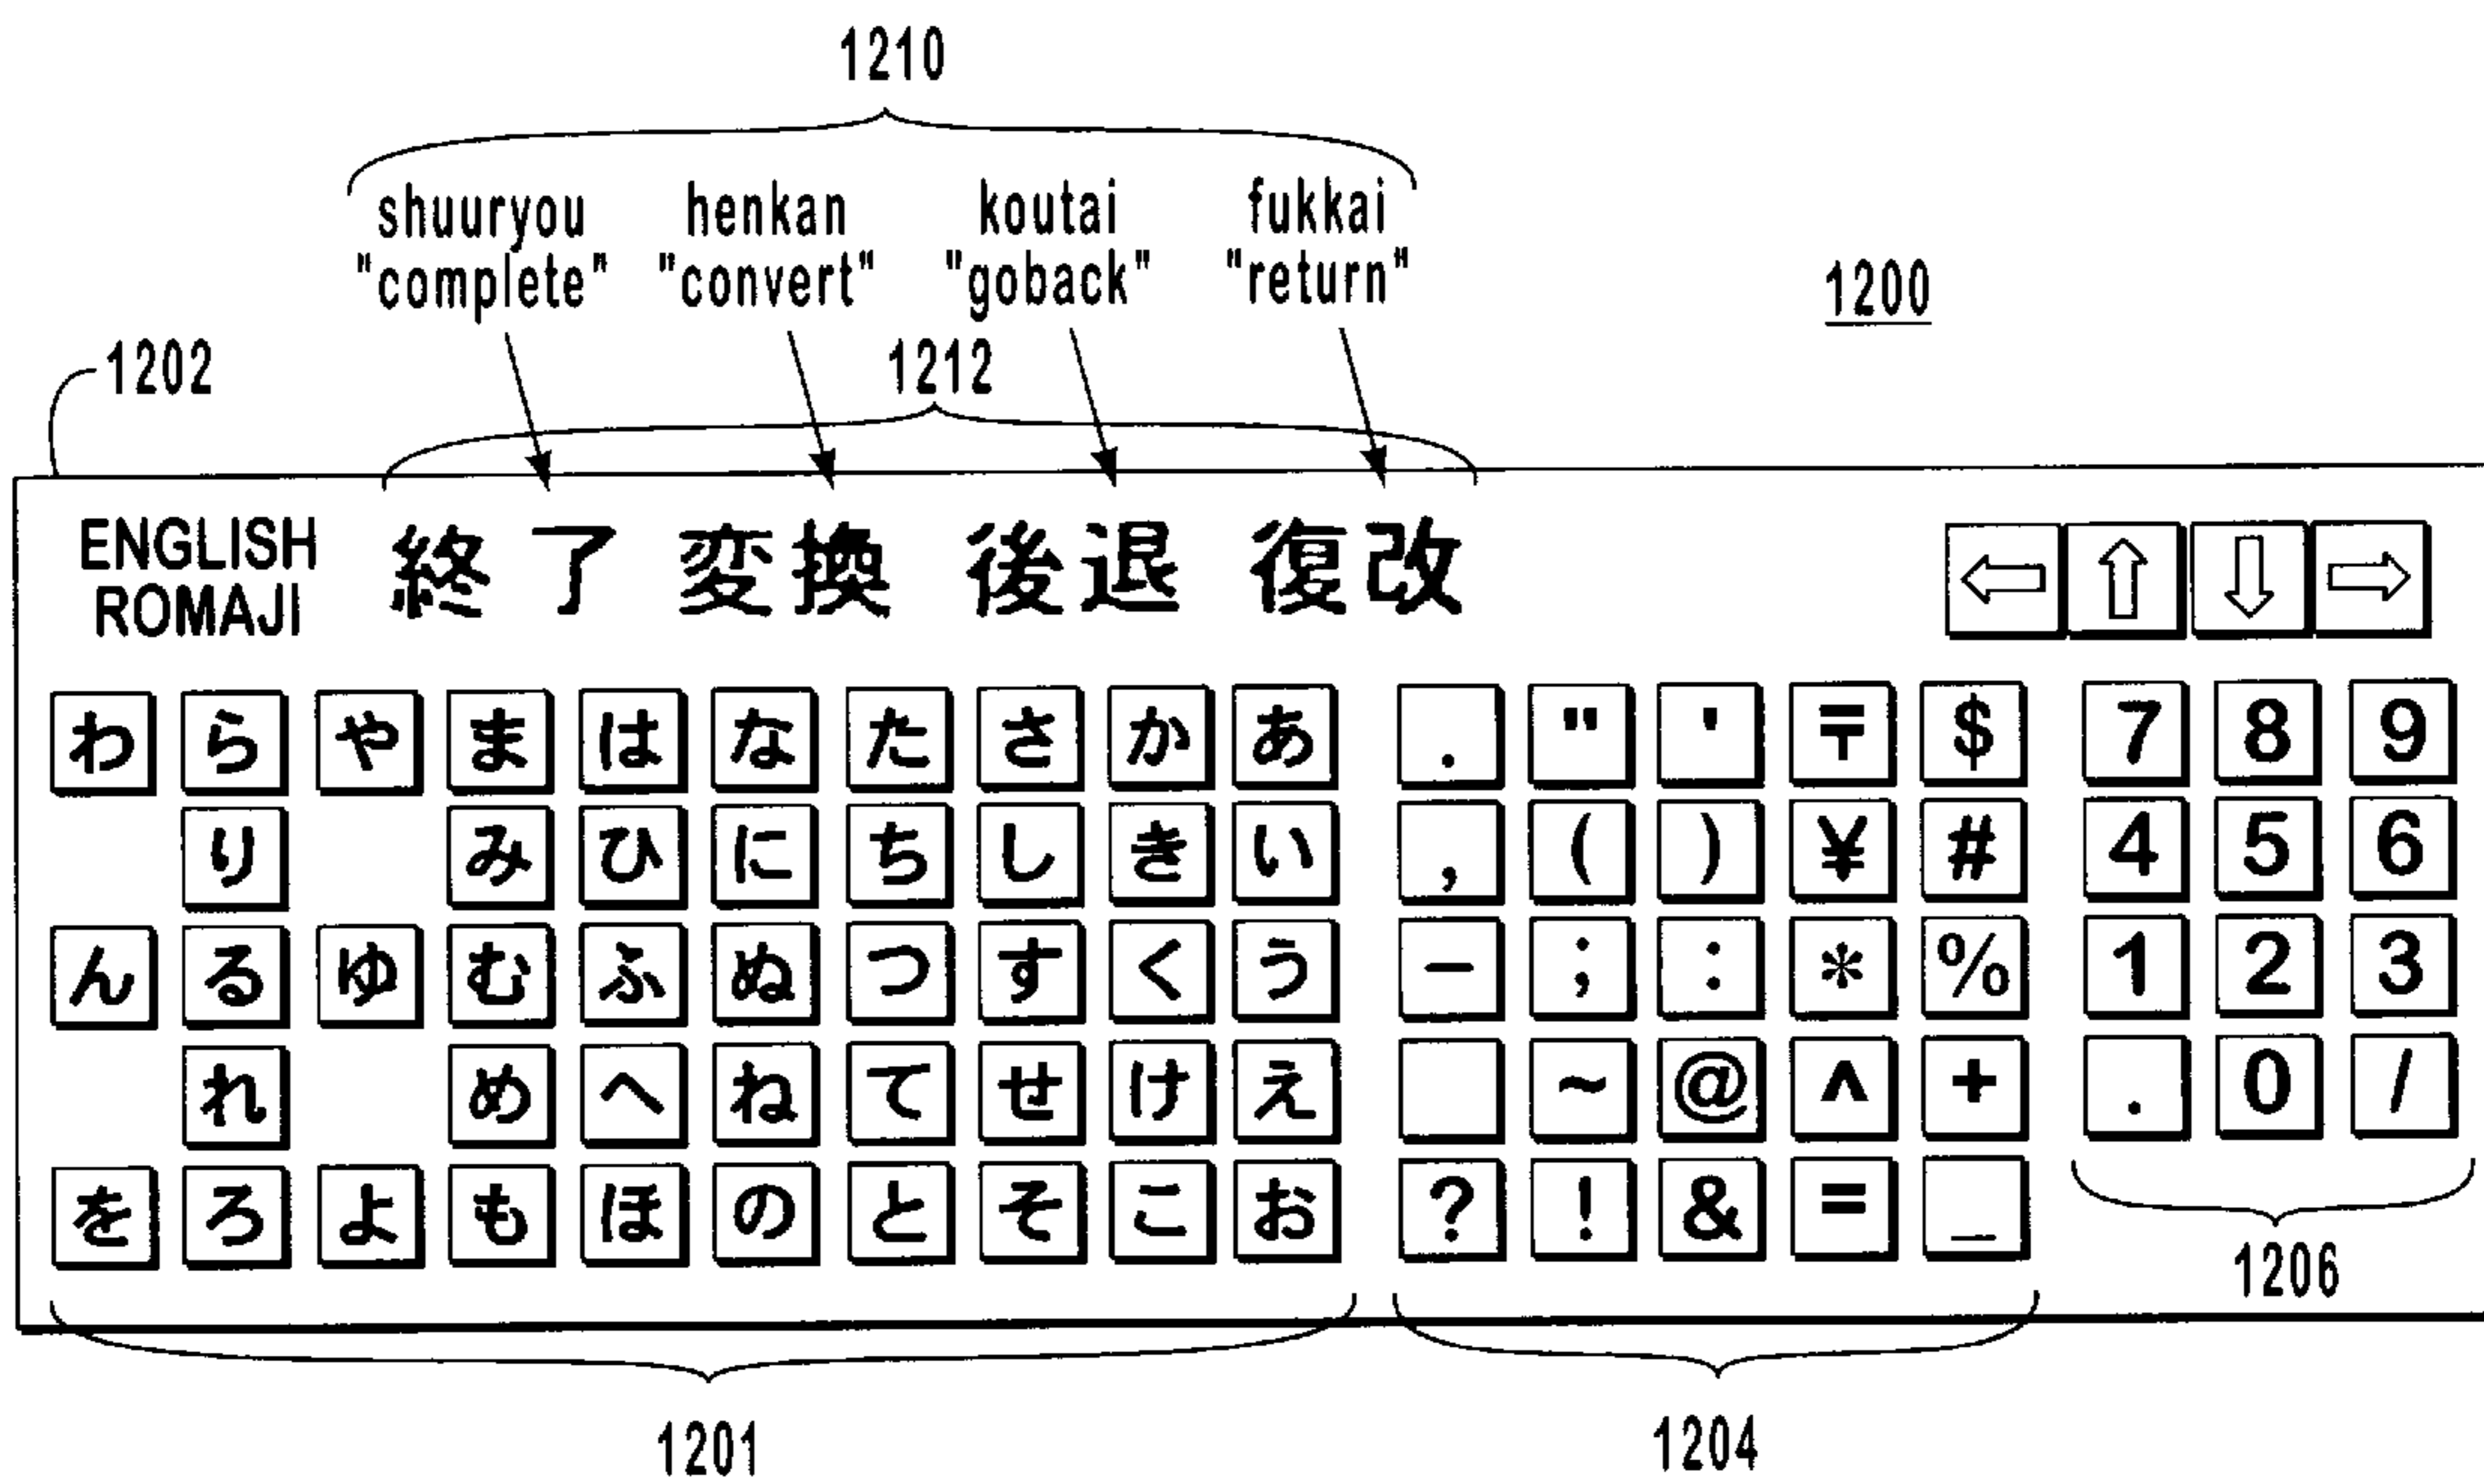 1210
shuuryou henkan koutai fukkai
"complete" "convert" "goback" "return"
1200
1202
1212
ENGLISH
ROMAJI
終了 変換 後退 復改
⇦ ⇧ ⇩ ⇨
わ ら や ま は な た さ か あ . " ' 〒 $ 7 8 9
り み ひ に ち し き い , ( ) ¥ # 4 5 6
ん る ゆ む ふ ぬ つ す く う − ; : * % 1 2 3
れ め へ ね て せ け え ~ @ ^ + . 0 /
を ろ よ も ほ の と そ こ お ? ! & = _
1206
1201
1204